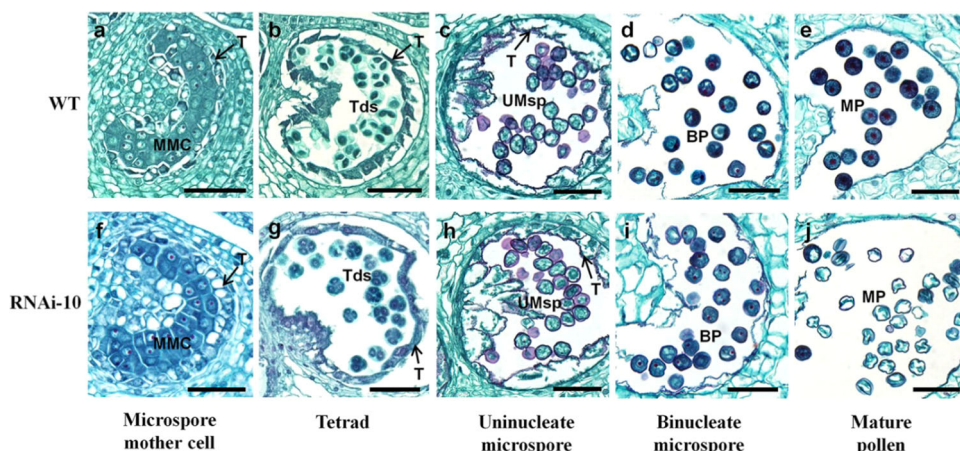 a
T
MMC
b
T
Tds
c
T
UMsp
d
BP
e
MP
WT
f
T
MMC
g
Tds
T
h
T
UMsp
i
BP
j
MP
RNAi-10
Microspore
mother cell
Tetrad
Uninucleate
microspore
Binucleate
microspore
Mature
pollen